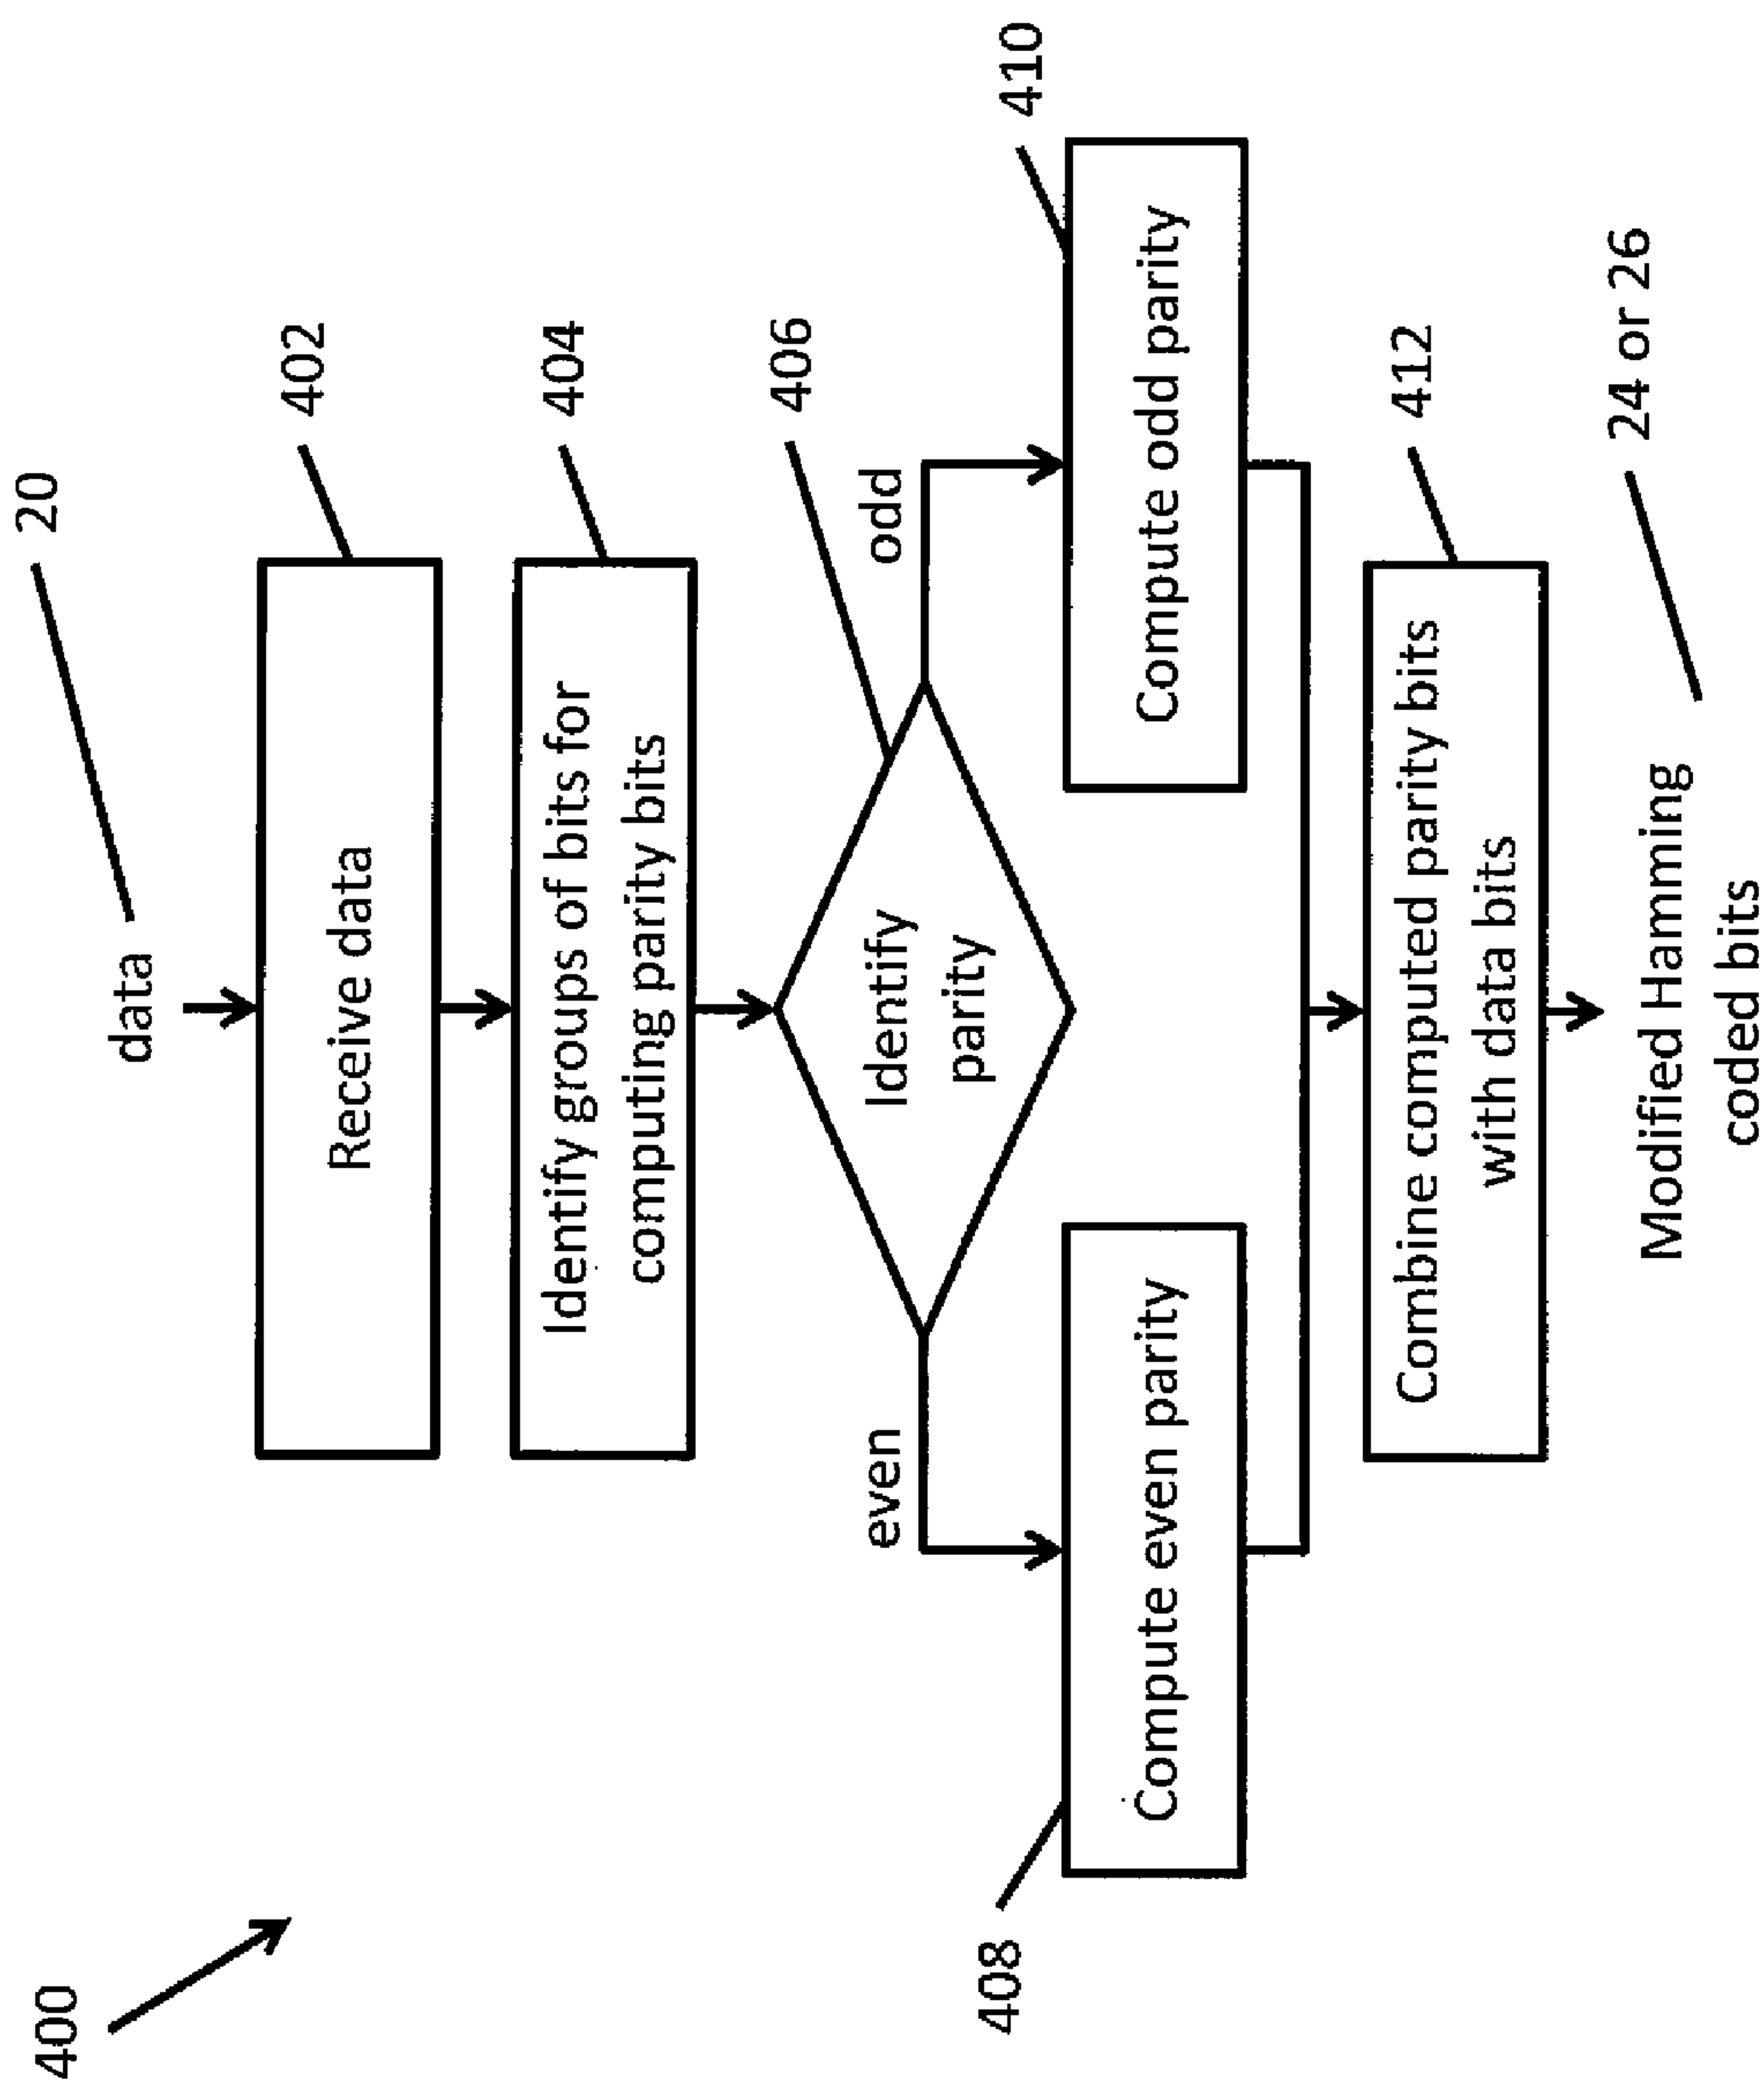 400
20
data
402
Receive data
404
Identify groups of bits for
computing parity bits
406
Identify
parity
even
odd
408
Compute even parity
410
Compute odd parity
412
Combine computed parity bits
with data bits
24 or 26
Modified Hamming
coded bits